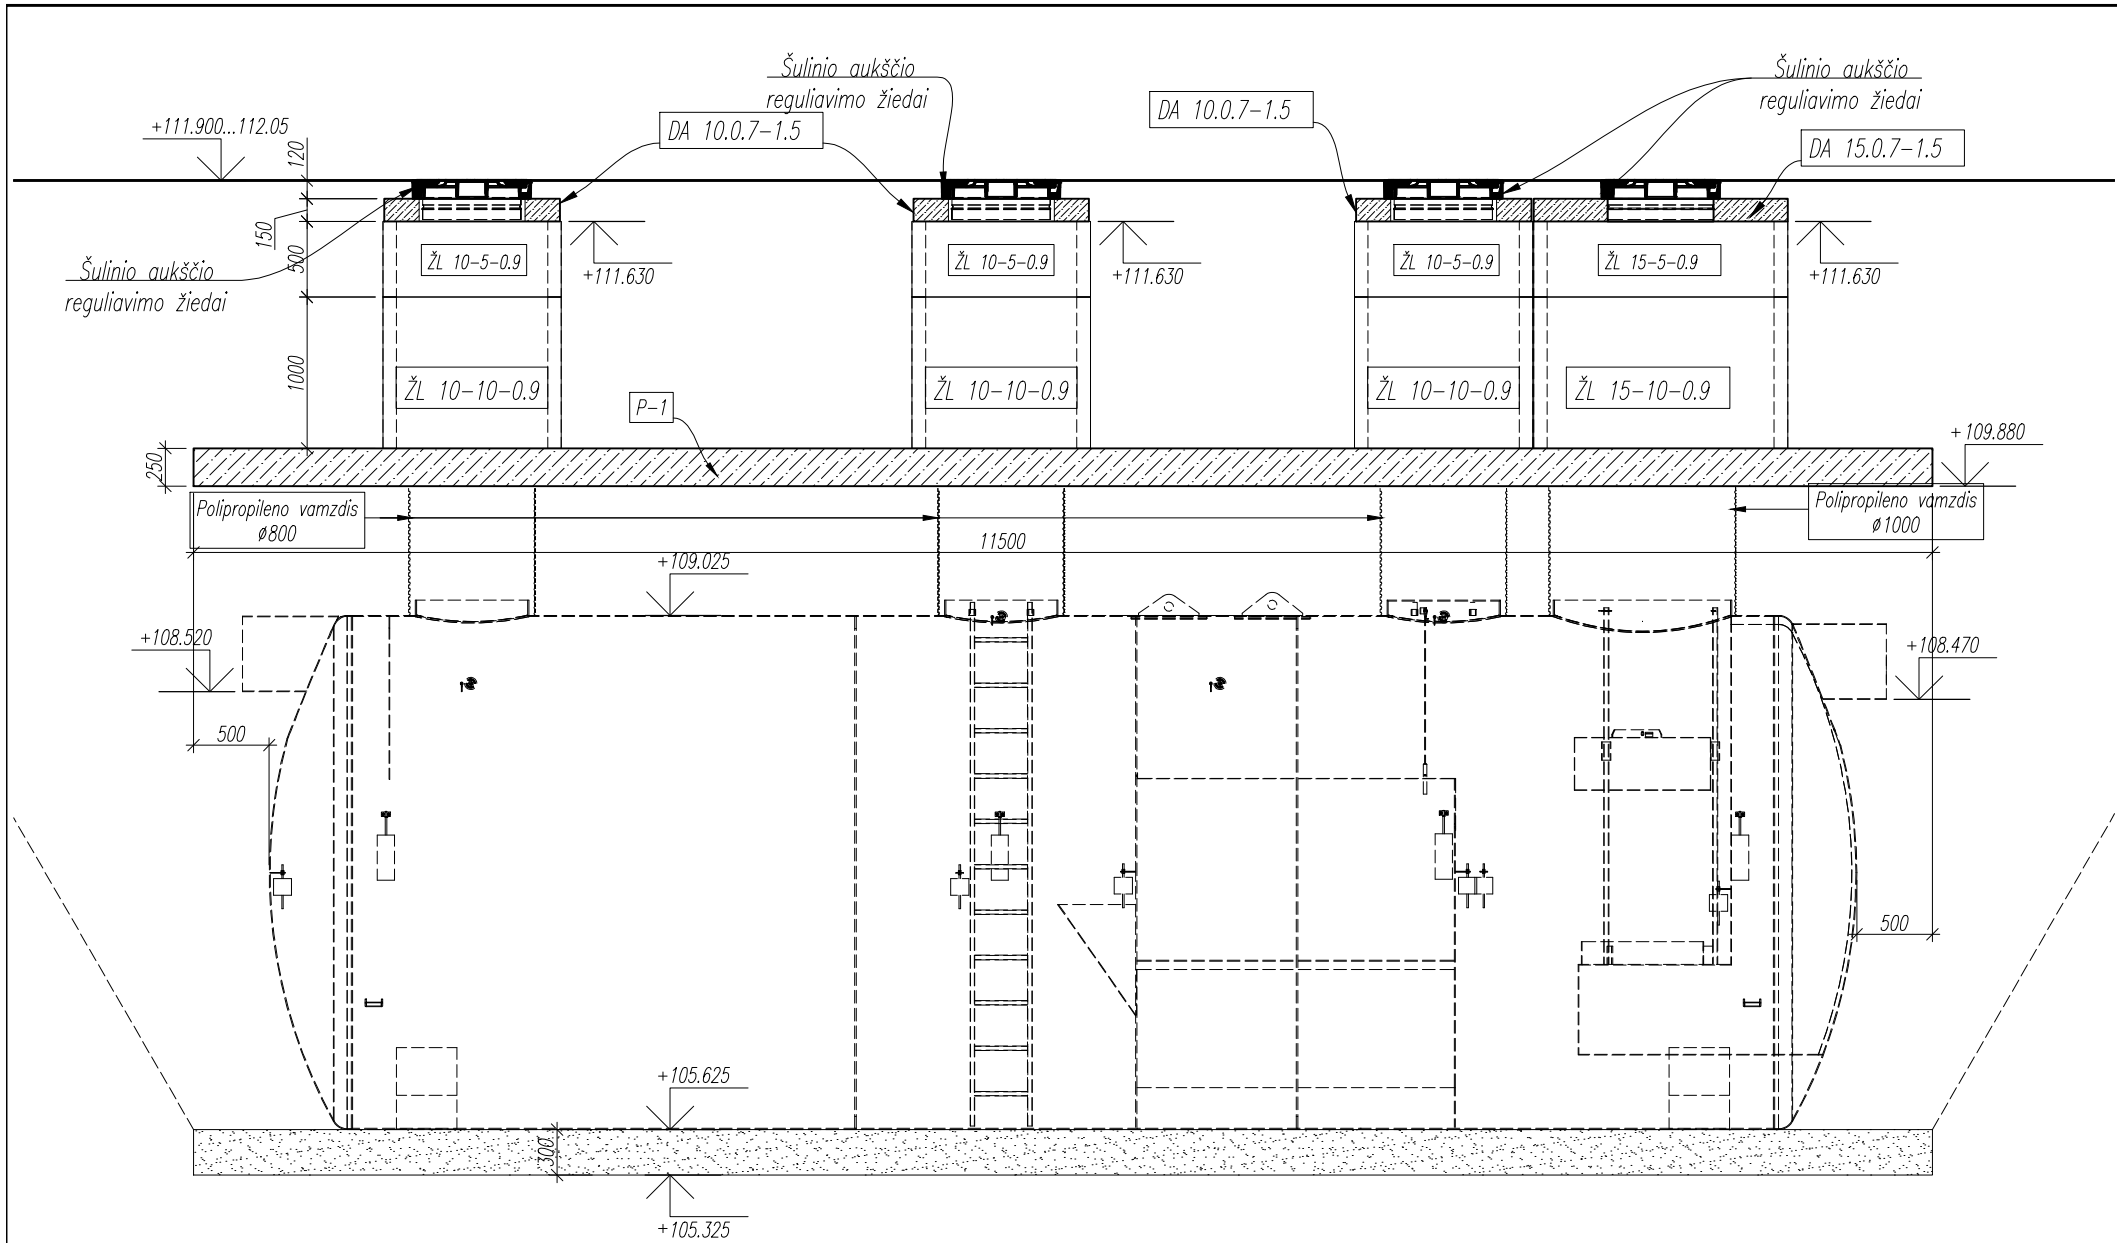 Šulinio aukščio
reguliavimo žiedai
Šulinio aukščio
reguliavimo žiedai
DA 10.0.7-1.5
+111.900...112.05
DA 10.0.7-1.5
DA 15.0.7-1.5
120
150
500
1000
250
Šulinio aukščio
reguliavimo žiedai
ŽL 10-5-0.9
ŽL 10-5-0.9
ŽL 10-5-0.9
ŽL 15-5-0.9
+111.630
+111.630
+111.630
ŽL 10-10-0.9
ŽL 10-10-0.9
ŽL 10-10-0.9
ŽL 15-10-0.9
P-1
+109.880
Polipropileno vamzdis
ø800
Polipropileno vamzdis
ø1000
11500
+109.025
+108.520
+108.470
500
500
+105.625
300
+105.325